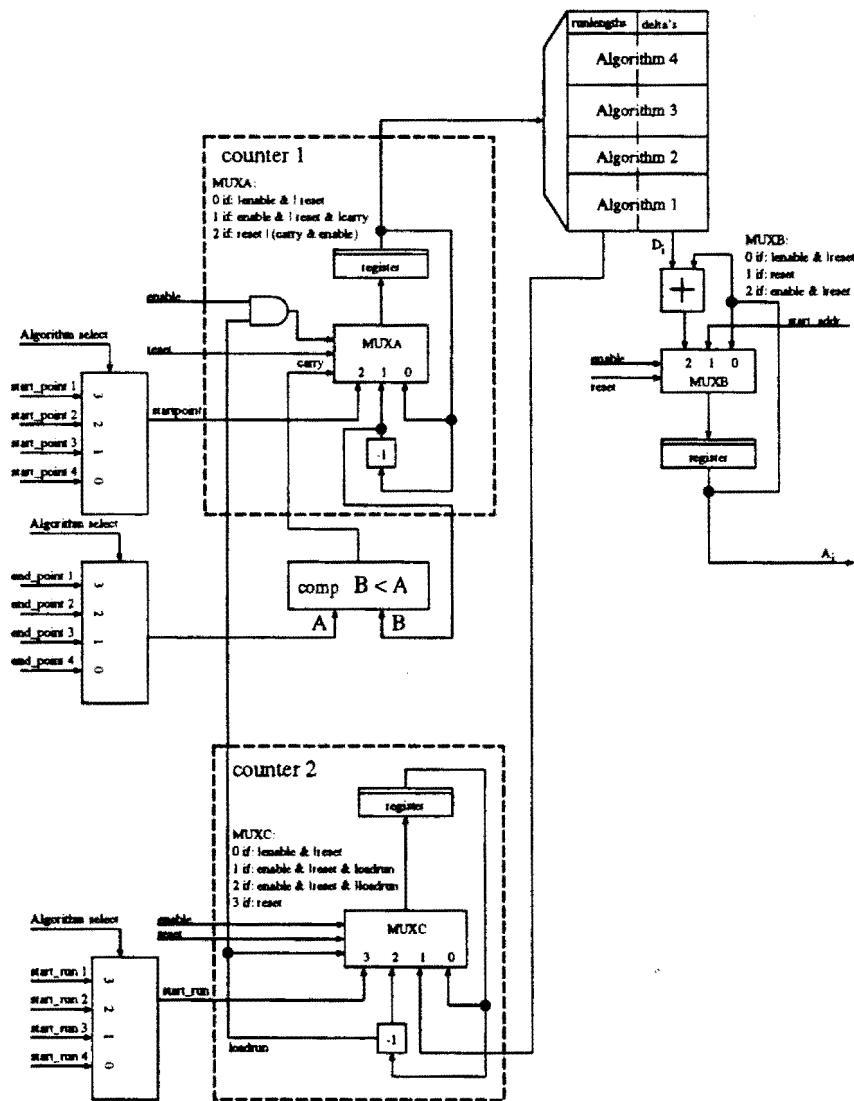 runlengths delta's
Algorithm 4
Algorithm 3
Algorithm 2
Algorithm 1
counter 1
MUXA:
0 if: !enable & ! reset
1 if: enable & ! reset & !carry
2 if: reset | (carry & enable)
register
enable
reset
carry
MUXA
2 1 0
-1
startpoint
Algorithm select
start_point 1
start_point 2
start_point 3
start_point 4
3
2
1
0
D i
MUXB:
0 if: !enable & !reset
1 if: reset
2 if: enable & !reset
+
start_addr
enable
reset
2 1 0
MUXB
register
A i
Algorithm select
end_point 1
end_point 2
end_point 3
end_point 4
3
2
1
0
comp B < A
A B
counter 2
register
MUXC:
0 if: !enable & !reset
1 if: enable & !reset & loadrun
2 if: enable & !reset & !loadrun
3 if: reset
enable
reset
MUXC
3 2 1 0
-1
loadrun
start_run
Algorithm select
start_run 1
start_run 2
start_run 3
start_run 4
3
2
1
0